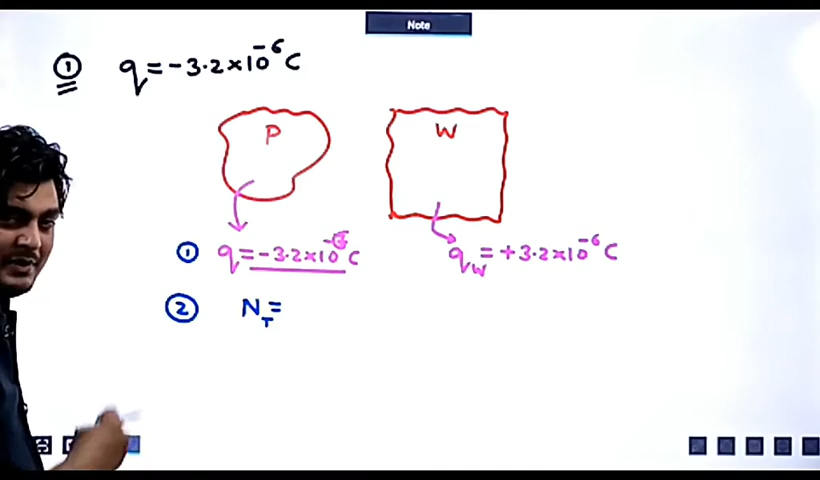 Note
① q = -3.2×10⁻⁶ C
P
W
① q = -3.2×10⁻⁶ C
q_W = +3.2×10⁻⁶ C
② N_T =